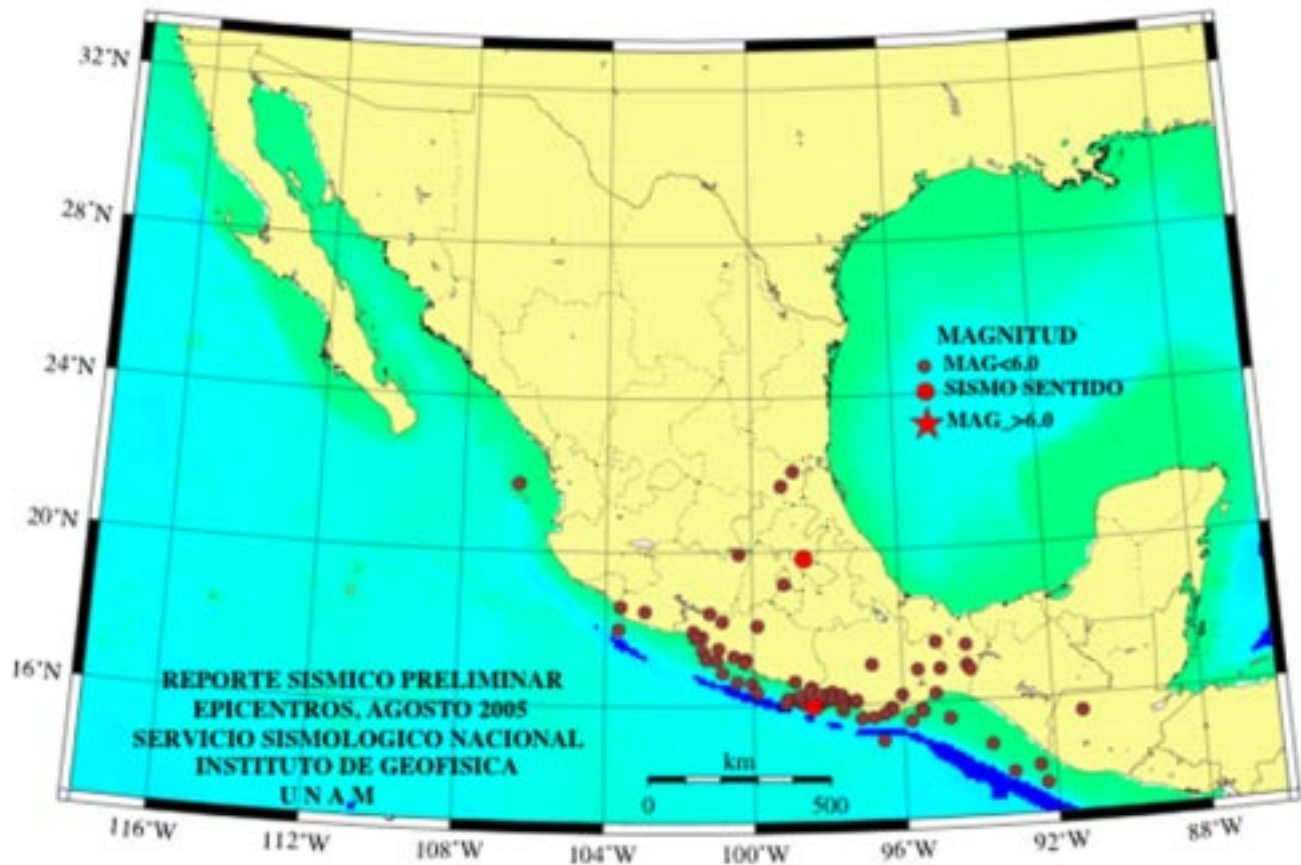 32°N
28°N
24°N
20°N
16°N
MAGNITUD
MAG<6.0
SISMO SENTIDO
MAG_>6.0
REPORTE SISMICO PRELIMINAR
EPICENTROS, AGOSTO 2005
SERVICIO SISMOLOGICO NACIONAL
INSTITUTO DE GEOFISICA
U N A M
km
0 500
116°W 112°W 108°W 104°W 100°W 96°W 92°W 88°W